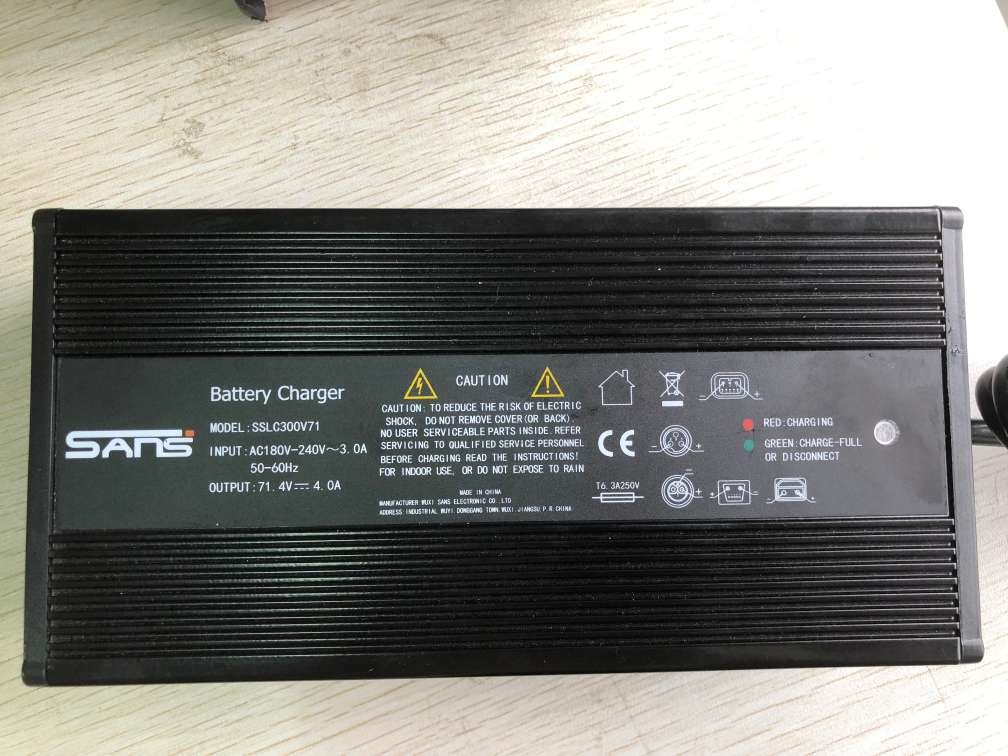 SANS
Battery Charger
MODEL:SSLC300V71
INPUT:AC180V-240V～3.0A
50-60Hz
OUTPUT:71.4V⎓4.0A
CAUTION
CAUTION: TO REDUCE THE RISK OF ELECTRIC
SHOCK, DO NOT REMOVE COVER(OR BACK).
NO USER SERVICEABLE PARTS INSIDE. REFER
SERVICING TO QUALIFIED SERVICE PERSONNEL
BEFORE CHARGING READ THE INSTRUCTIONS!
FOR INDOOR USE. OR DO NOT EXPOSE TO RAIN
MADE IN CHINA
MANUFACTURER:WUXI SANS ELECTRONIC CO.,LTD
ADDRESS:INDUSTRIAL WUYI.DONGGANG TOWN.WUXI.JIANGSU.P.R.CHINA
CE
T6.3A250V
RED:CHARGING
GREEN:CHARGE-FULL
OR DISCONNECT